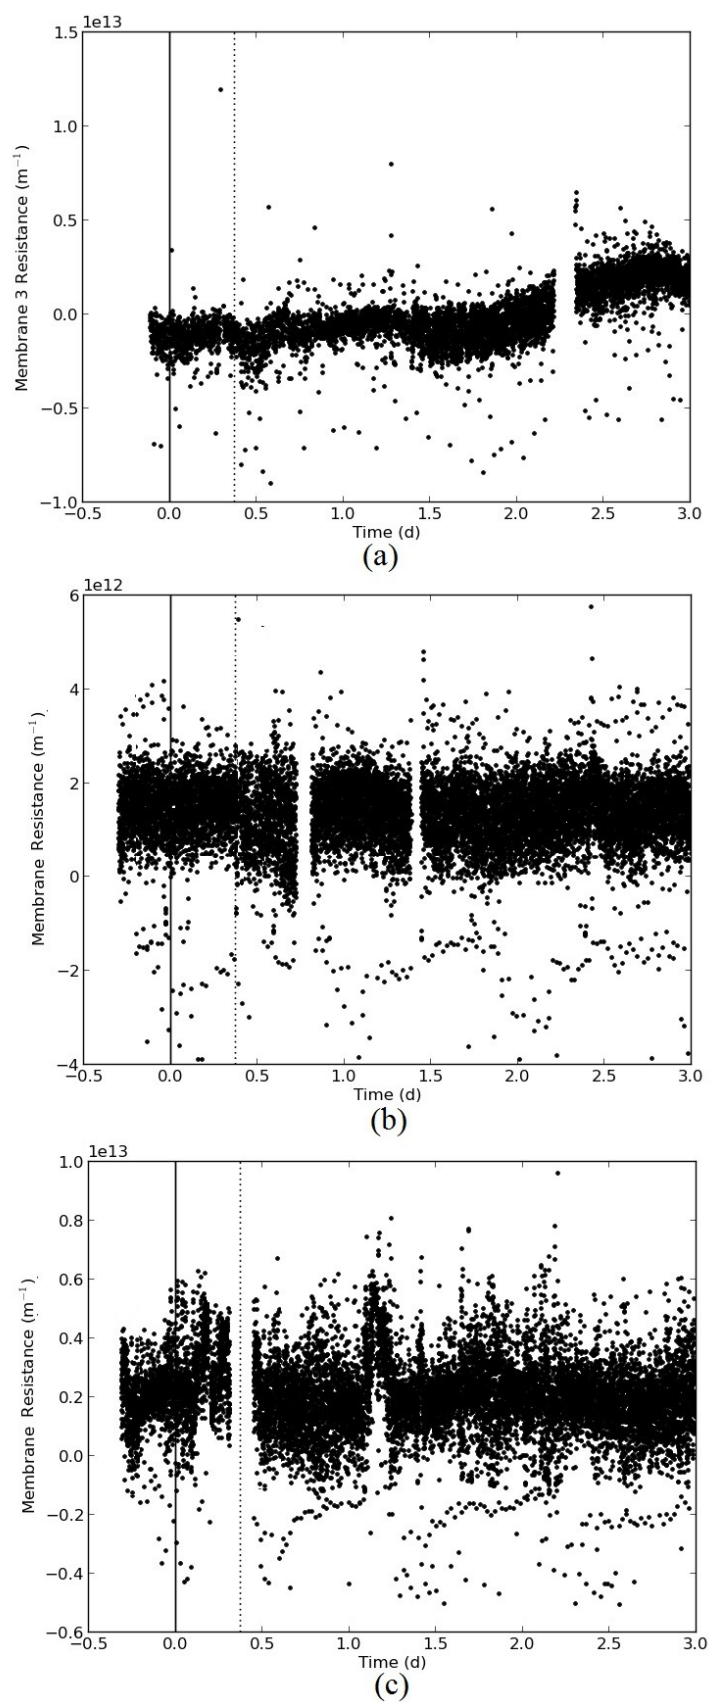 1e13
1.5
1.0
0.5
0.0
−0.5
−1.0
Membrane 3 Resistance (m⁻¹)
−0.5 0.0 0.5 1.0 1.5 2.0 2.5 3.0
Time (d)
(a)
1e12
6
4
2
0
−2
−4
Membrane Resistance (m⁻¹)
−0.5 0.0 0.5 1.0 1.5 2.0 2.5 3.0
Time (d)
(b)
1e13
1.0
0.8
0.6
0.4
0.2
0.0
−0.2
−0.4
−0.6
Membrane Resistance (m⁻¹)
−0.5 0.0 0.5 1.0 1.5 2.0 2.5 3.0
Time (d)
(c)